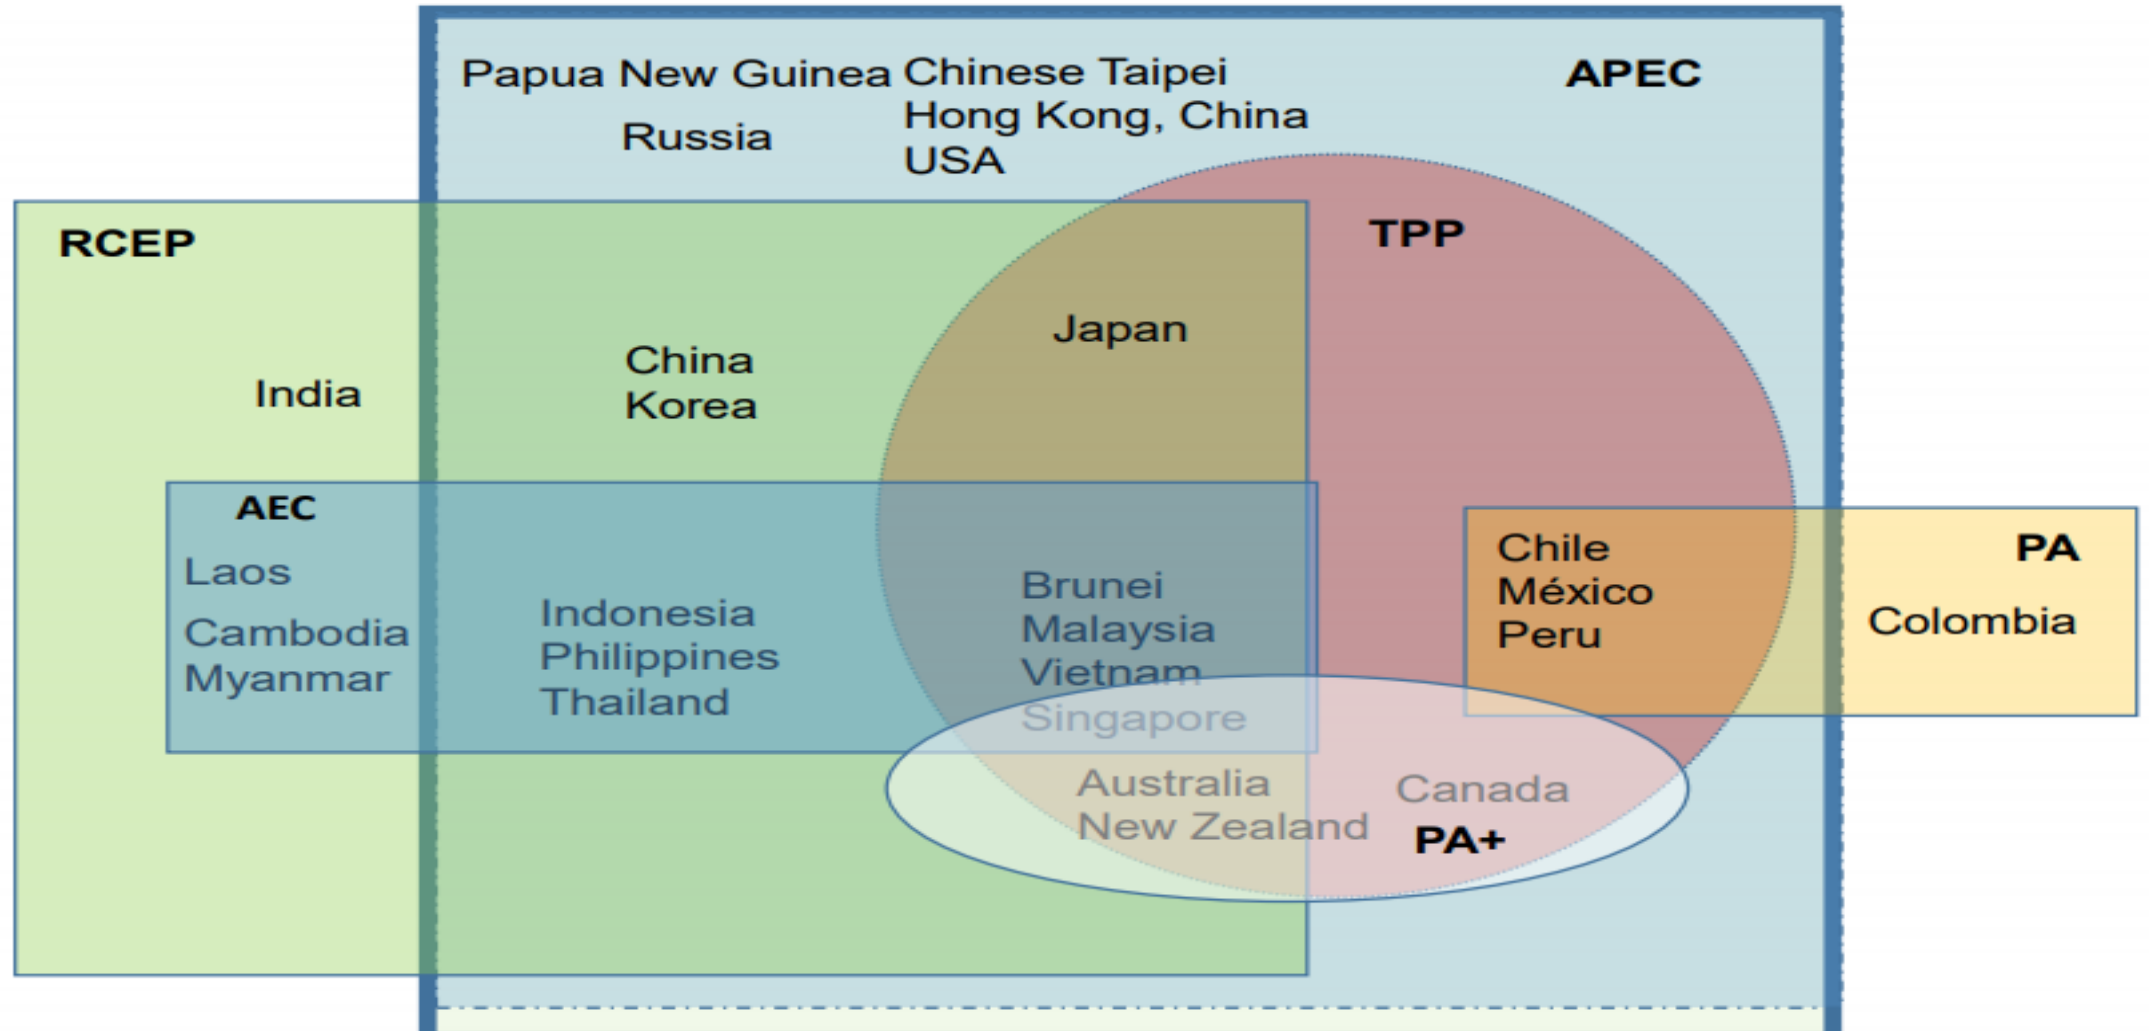 Papua New Guinea
Russia
Chinese Taipei
Hong Kong, China
USA
APEC
RCEP
TPP
India
China
Korea
Japan
AEC
Laos
Cambodia
Myanmar
Indonesia
Philippines
Thailand
Brunei
Malaysia
Vietnam
Singapore
Chile
México
Peru
PA
Colombia
Australia
New Zealand
Canada
PA+